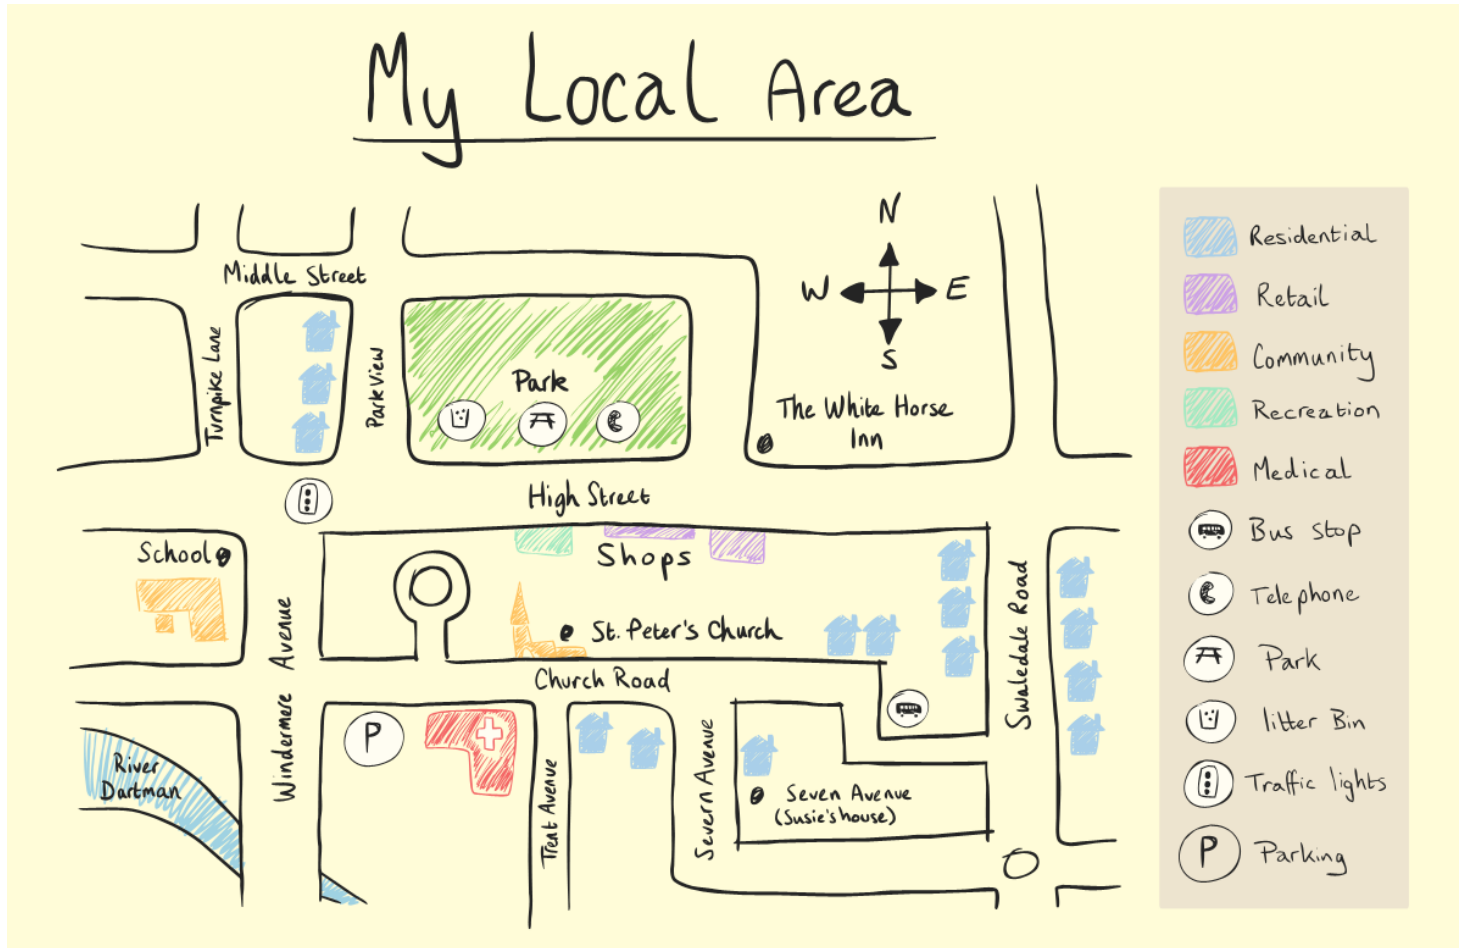 My Local Area
N
W E
S
Middle Street
Turnpike Lane
Park View
Park
The White Horse
Inn
High Street
School
Shops
St. Peter's Church
Church Road
Windermere Avenue
Swaledale Road
P
River
Dartman
Trent Avenue
Severn Avenue
Seven Avenue
(Susie's house)
Residential
Retail
Community
Recreation
Medical
Bus stop
Telephone
Park
litter Bin
Traffic lights
P Parking